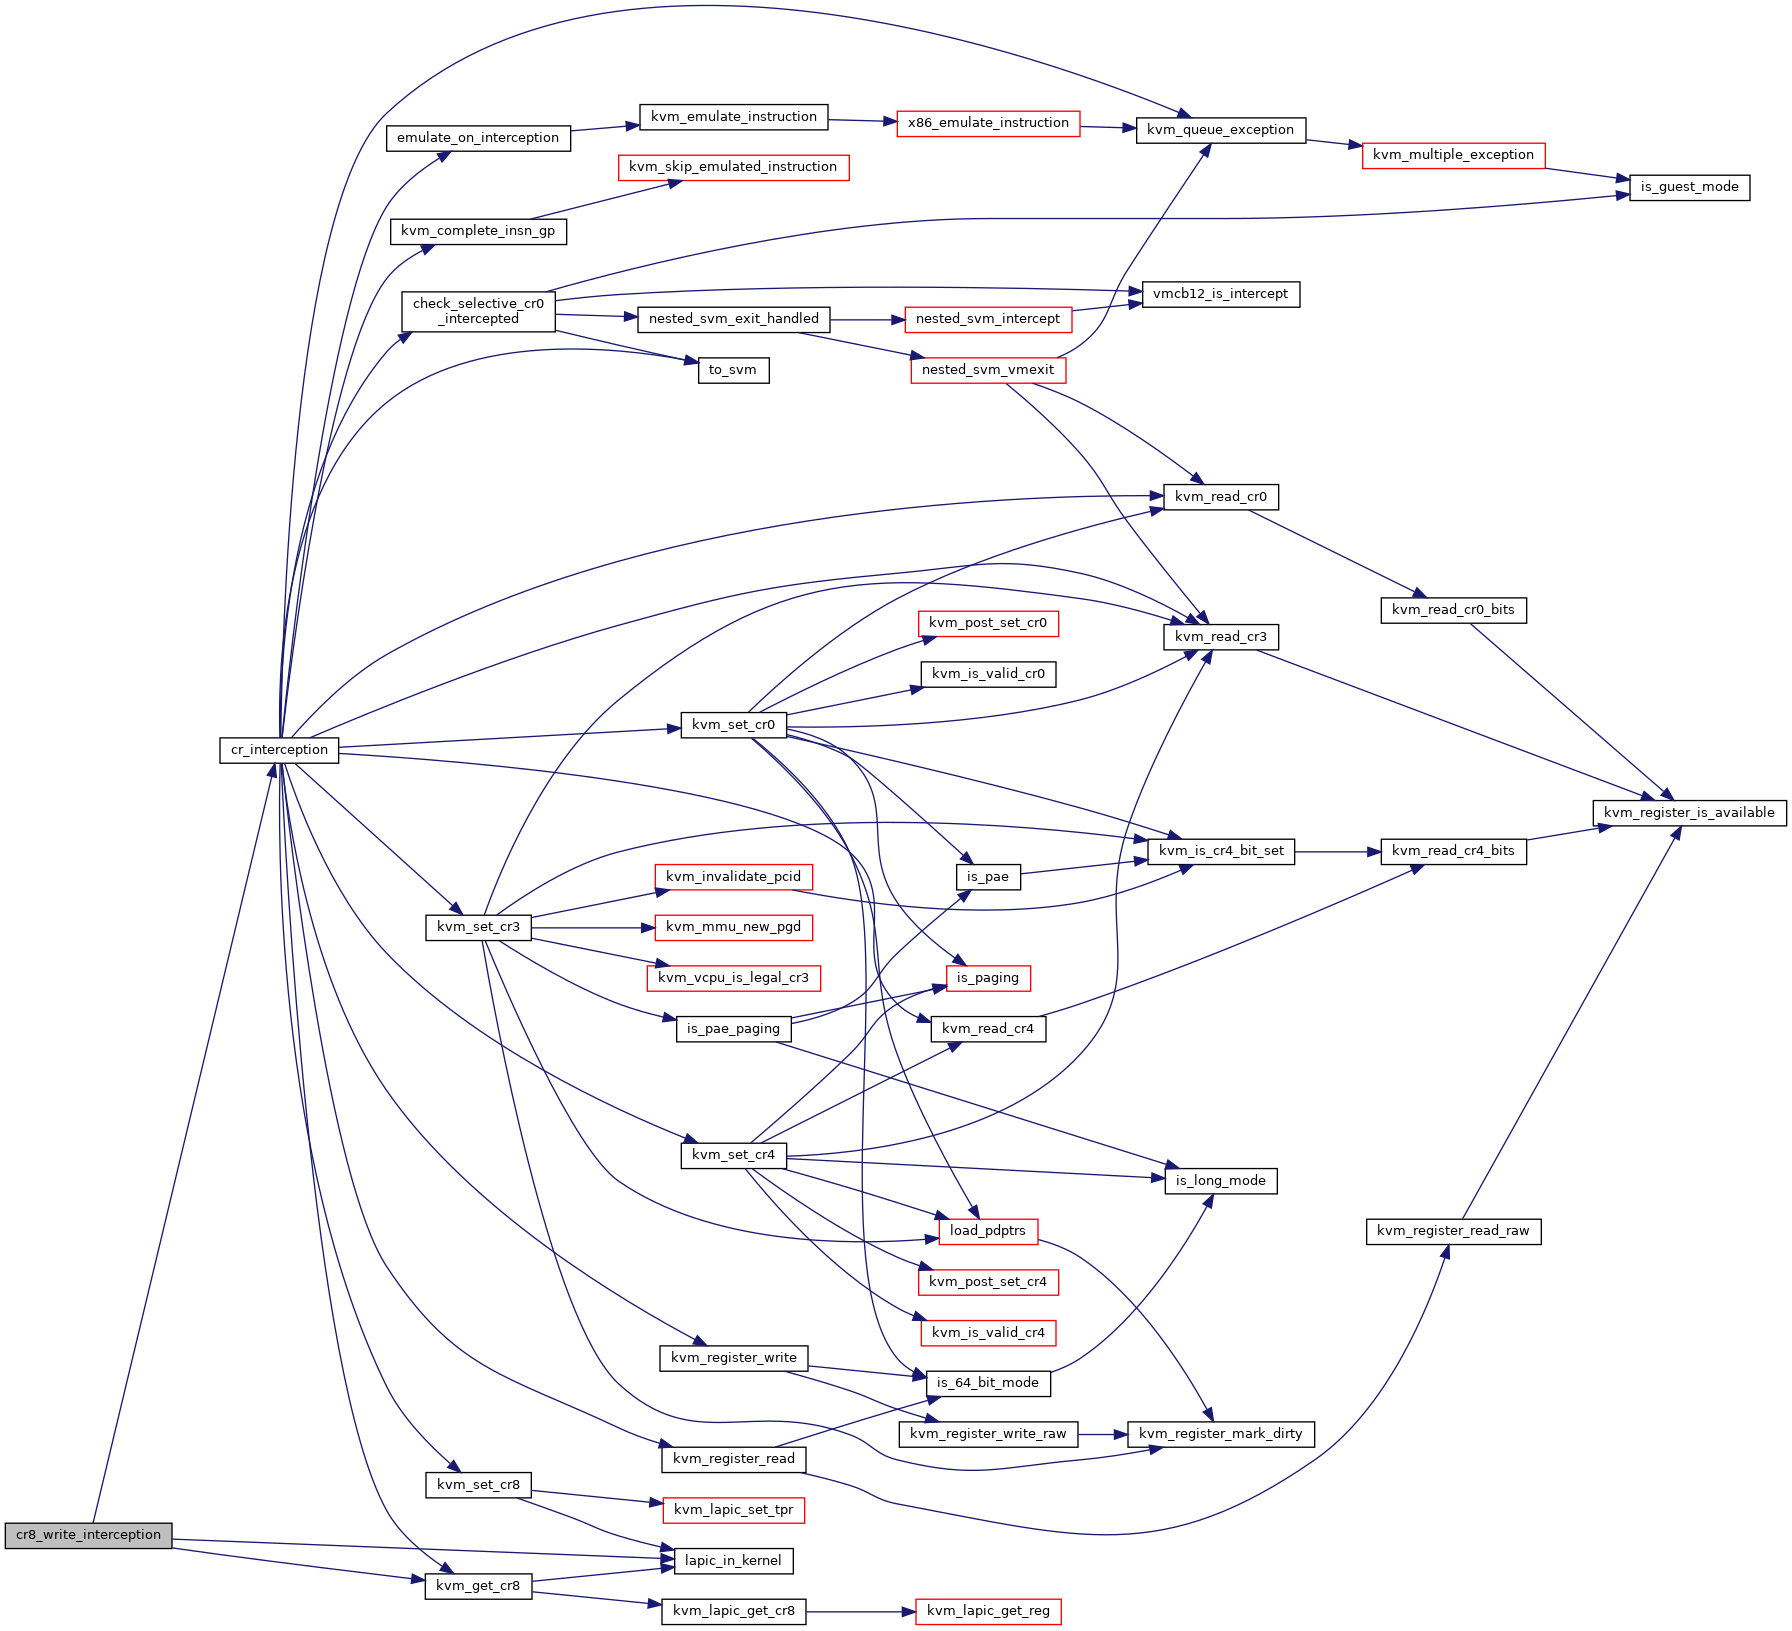 kvm_emulate_instruction
x86_emulate_instruction
kvm_queue_exception
emulate_on_interception
kvm_multiple_exception
kvm_skip_emulated_instruction
is_guest_mode
kvm_complete_insn_gp
vmcb12_is_intercept
check_selective_cr0
_intercepted
nested_svm_exit_handled
nested_svm_intercept
to_svm
nested_svm_vmexit
kvm_read_cr0
kvm_read_cr0_bits
kvm_post_set_cr0
kvm_read_cr3
kvm_is_valid_cr0
kvm_set_cr0
cr_interception
kvm_register_is_available
kvm_is_cr4_bit_set
kvm_read_cr4_bits
kvm_invalidate_pcid
is_pae
kvm_set_cr3
kvm_mmu_new_pgd
kvm_vcpu_is_legal_cr3
is_paging
is_pae_paging
kvm_read_cr4
kvm_set_cr4
is_long_mode
load_pdptrs
kvm_register_read_raw
kvm_post_set_cr4
kvm_is_valid_cr4
kvm_register_write
is_64_bit_mode
kvm_register_write_raw
kvm_register_mark_dirty
kvm_register_read
kvm_set_cr8
kvm_lapic_set_tpr
cr8_write_interception
lapic_in_kernel
kvm_get_cr8
kvm_lapic_get_cr8
kvm_lapic_get_reg